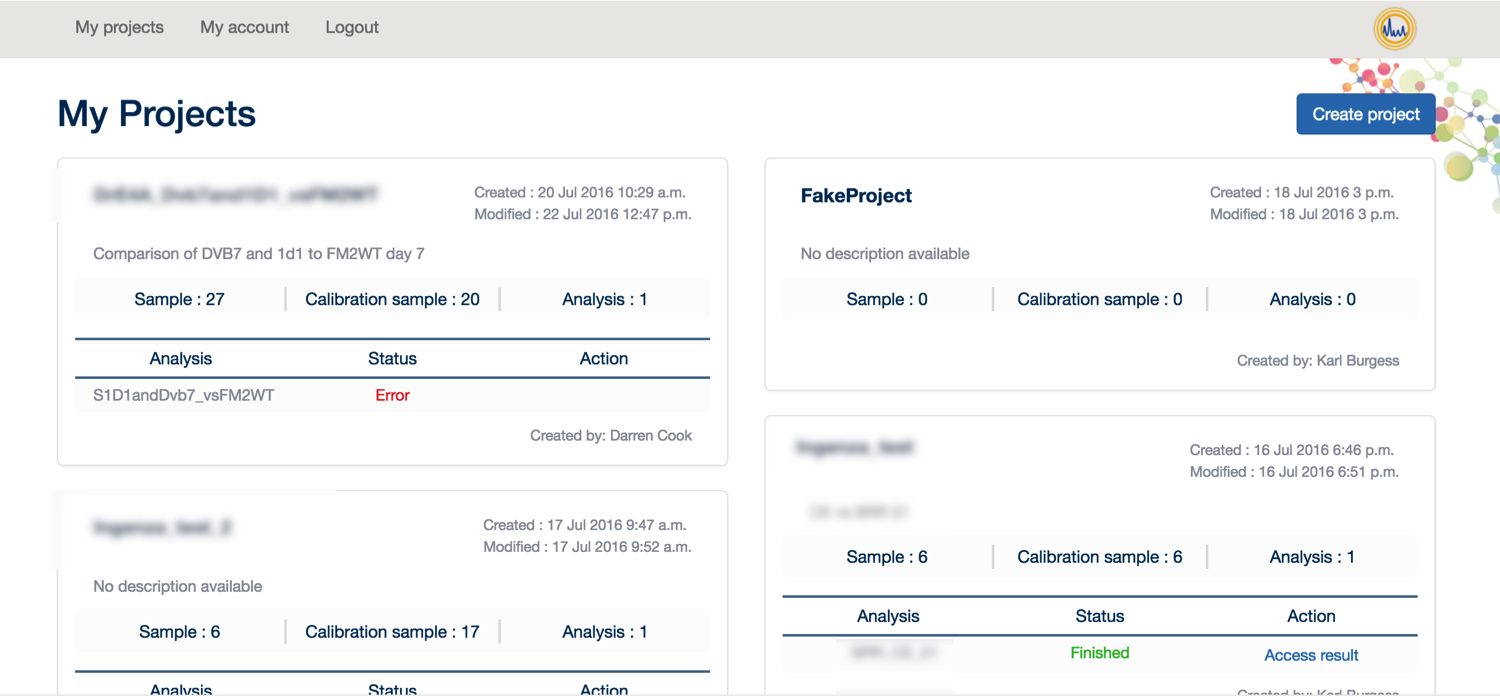 My projects My account Logout
My Projects
Create project
Created : 20 Jul 2016 10:29 a.m.
Modified : 22 Jul 2016 12:47 p.m.
Comparison of DVB7 and 1d1 to FM2WT day 7
Sample : 27 Calibration sample : 20 Analysis : 1
Analysis Status Action
S1D1andDvb7_vsFM2WT Error
Created by: Darren Cook
FakeProject
Created : 18 Jul 2016 3 p.m.
Modified : 18 Jul 2016 3 p.m.
No description available
Sample : 0 Calibration sample : 0 Analysis : 0
Created by: Karl Burgess
Created : 17 Jul 2016 9:47 a.m.
Modified : 17 Jul 2016 9:52 a.m.
No description available
Sample : 6 Calibration sample : 17 Analysis : 1
Analysis Status Action
Created : 16 Jul 2016 6:46 p.m.
Modified : 16 Jul 2016 6:51 p.m.
Sample : 6 Calibration sample : 6 Analysis : 1
Analysis Status Action
Finished Access result
Created by: Karl Burgess